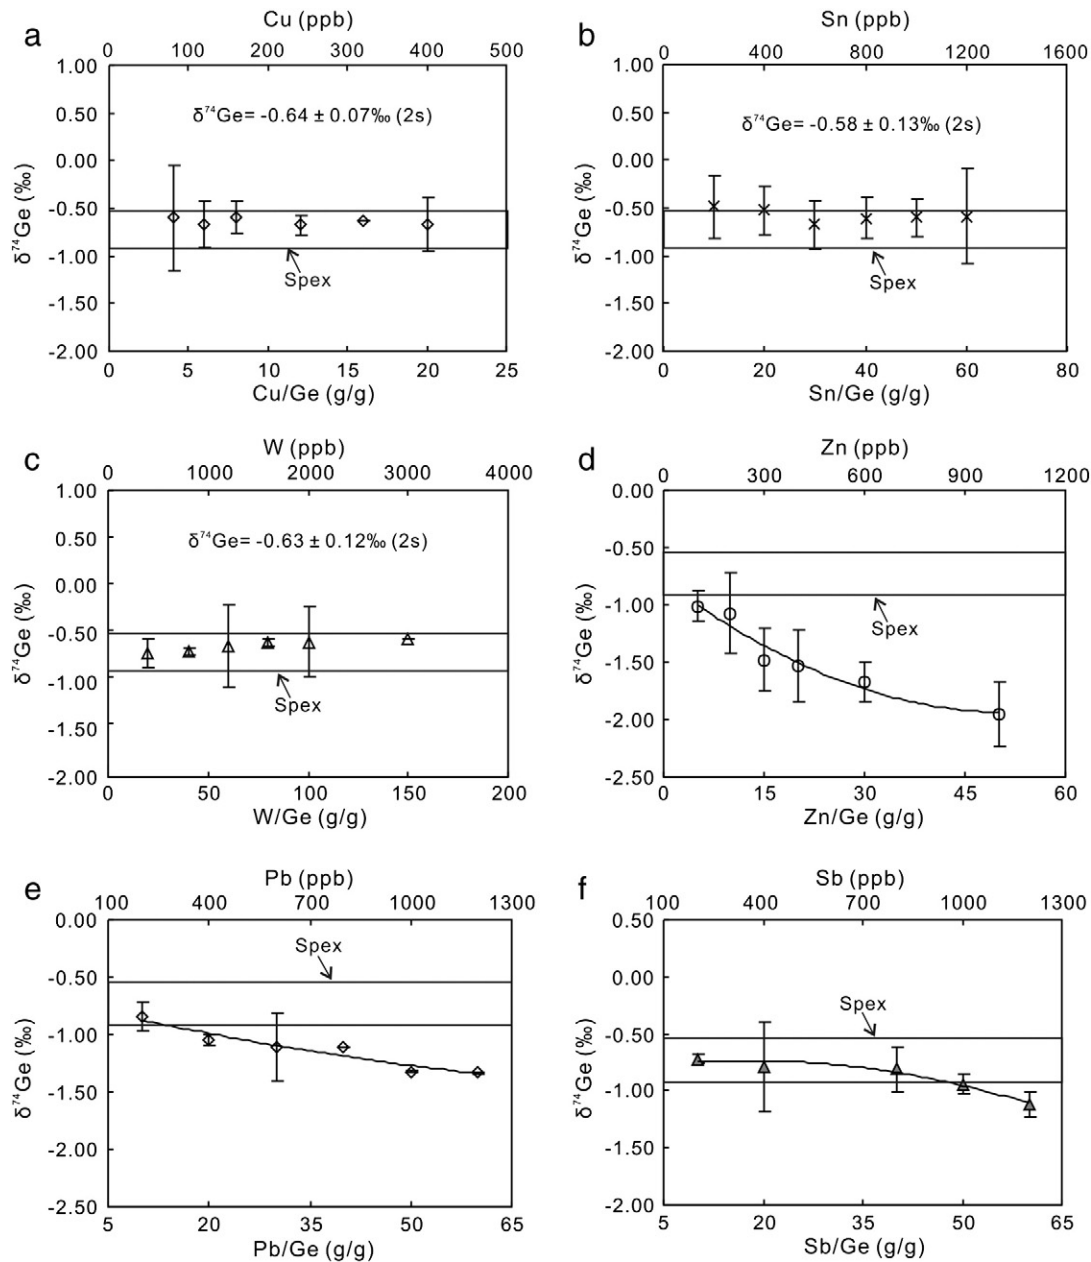 a
Cu (ppb)
0 100 200 300 400 500
1.00
0.50
0.00
-0.50
-1.00
-1.50
-2.00
δ⁷⁴Ge (‰)
δ⁷⁴Ge= -0.64 ± 0.07‰ (2s)
Spex
0 5 10 15 20 25
Cu/Ge (g/g)
b
Sn (ppb)
0 400 400 800 1200 1600
1.00
0.50
0.00
-0.50
-1.00
-1.50
-2.00
δ⁷⁴Ge (‰)
δ⁷⁴Ge= -0.58 ± 0.13‰ (2s)
Spex
0 20 40 60 80
Sn/Ge (g/g)
c
W (ppb)
0 1000 2000 3000 4000
1.00
0.50
0.00
-0.50
-1.00
-1.50
-2.00
δ⁷⁴Ge (‰)
δ⁷⁴Ge= -0.63 ± 0.12‰ (2s)
Spex
0 50 100 150 200
W/Ge (g/g)
d
Zn (ppb)
0 300 600 900 1200
0.00
-0.50
-1.00
-1.50
-2.00
-2.50
δ⁷⁴Ge (‰)
Spex
0 15 30 45 60
Zn/Ge (g/g)
e
Pb (ppb)
100 400 700 1000 1300
0.00
-0.50
-1.00
-1.50
-2.00
-2.50
δ⁷⁴Ge (‰)
Spex
5 20 35 50 65
Pb/Ge (g/g)
f
Sb (ppb)
100 400 700 1000 1300
0.50
0.00
-0.50
-1.00
-1.50
-2.00
δ⁷⁴Ge (‰)
Spex
5 20 35 50 65
Sb/Ge (g/g)